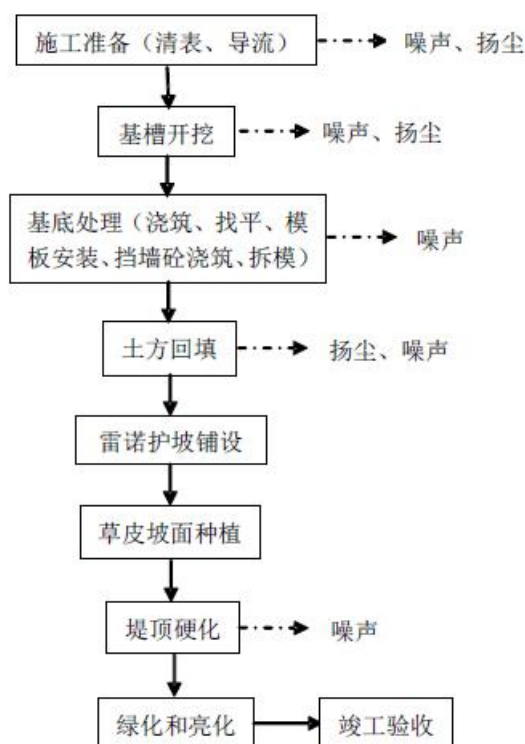 施工准备（清表、导流）
噪声、扬尘
基槽开挖
噪声、扬尘
基底处理（浇筑、找平、模
板安装、挡墙砼浇筑、拆模）
噪声
土方回填
扬尘、噪声
雷诺护坡铺设
草皮坡面种植
堤顶硬化
噪声
绿化和亮化
竣工验收